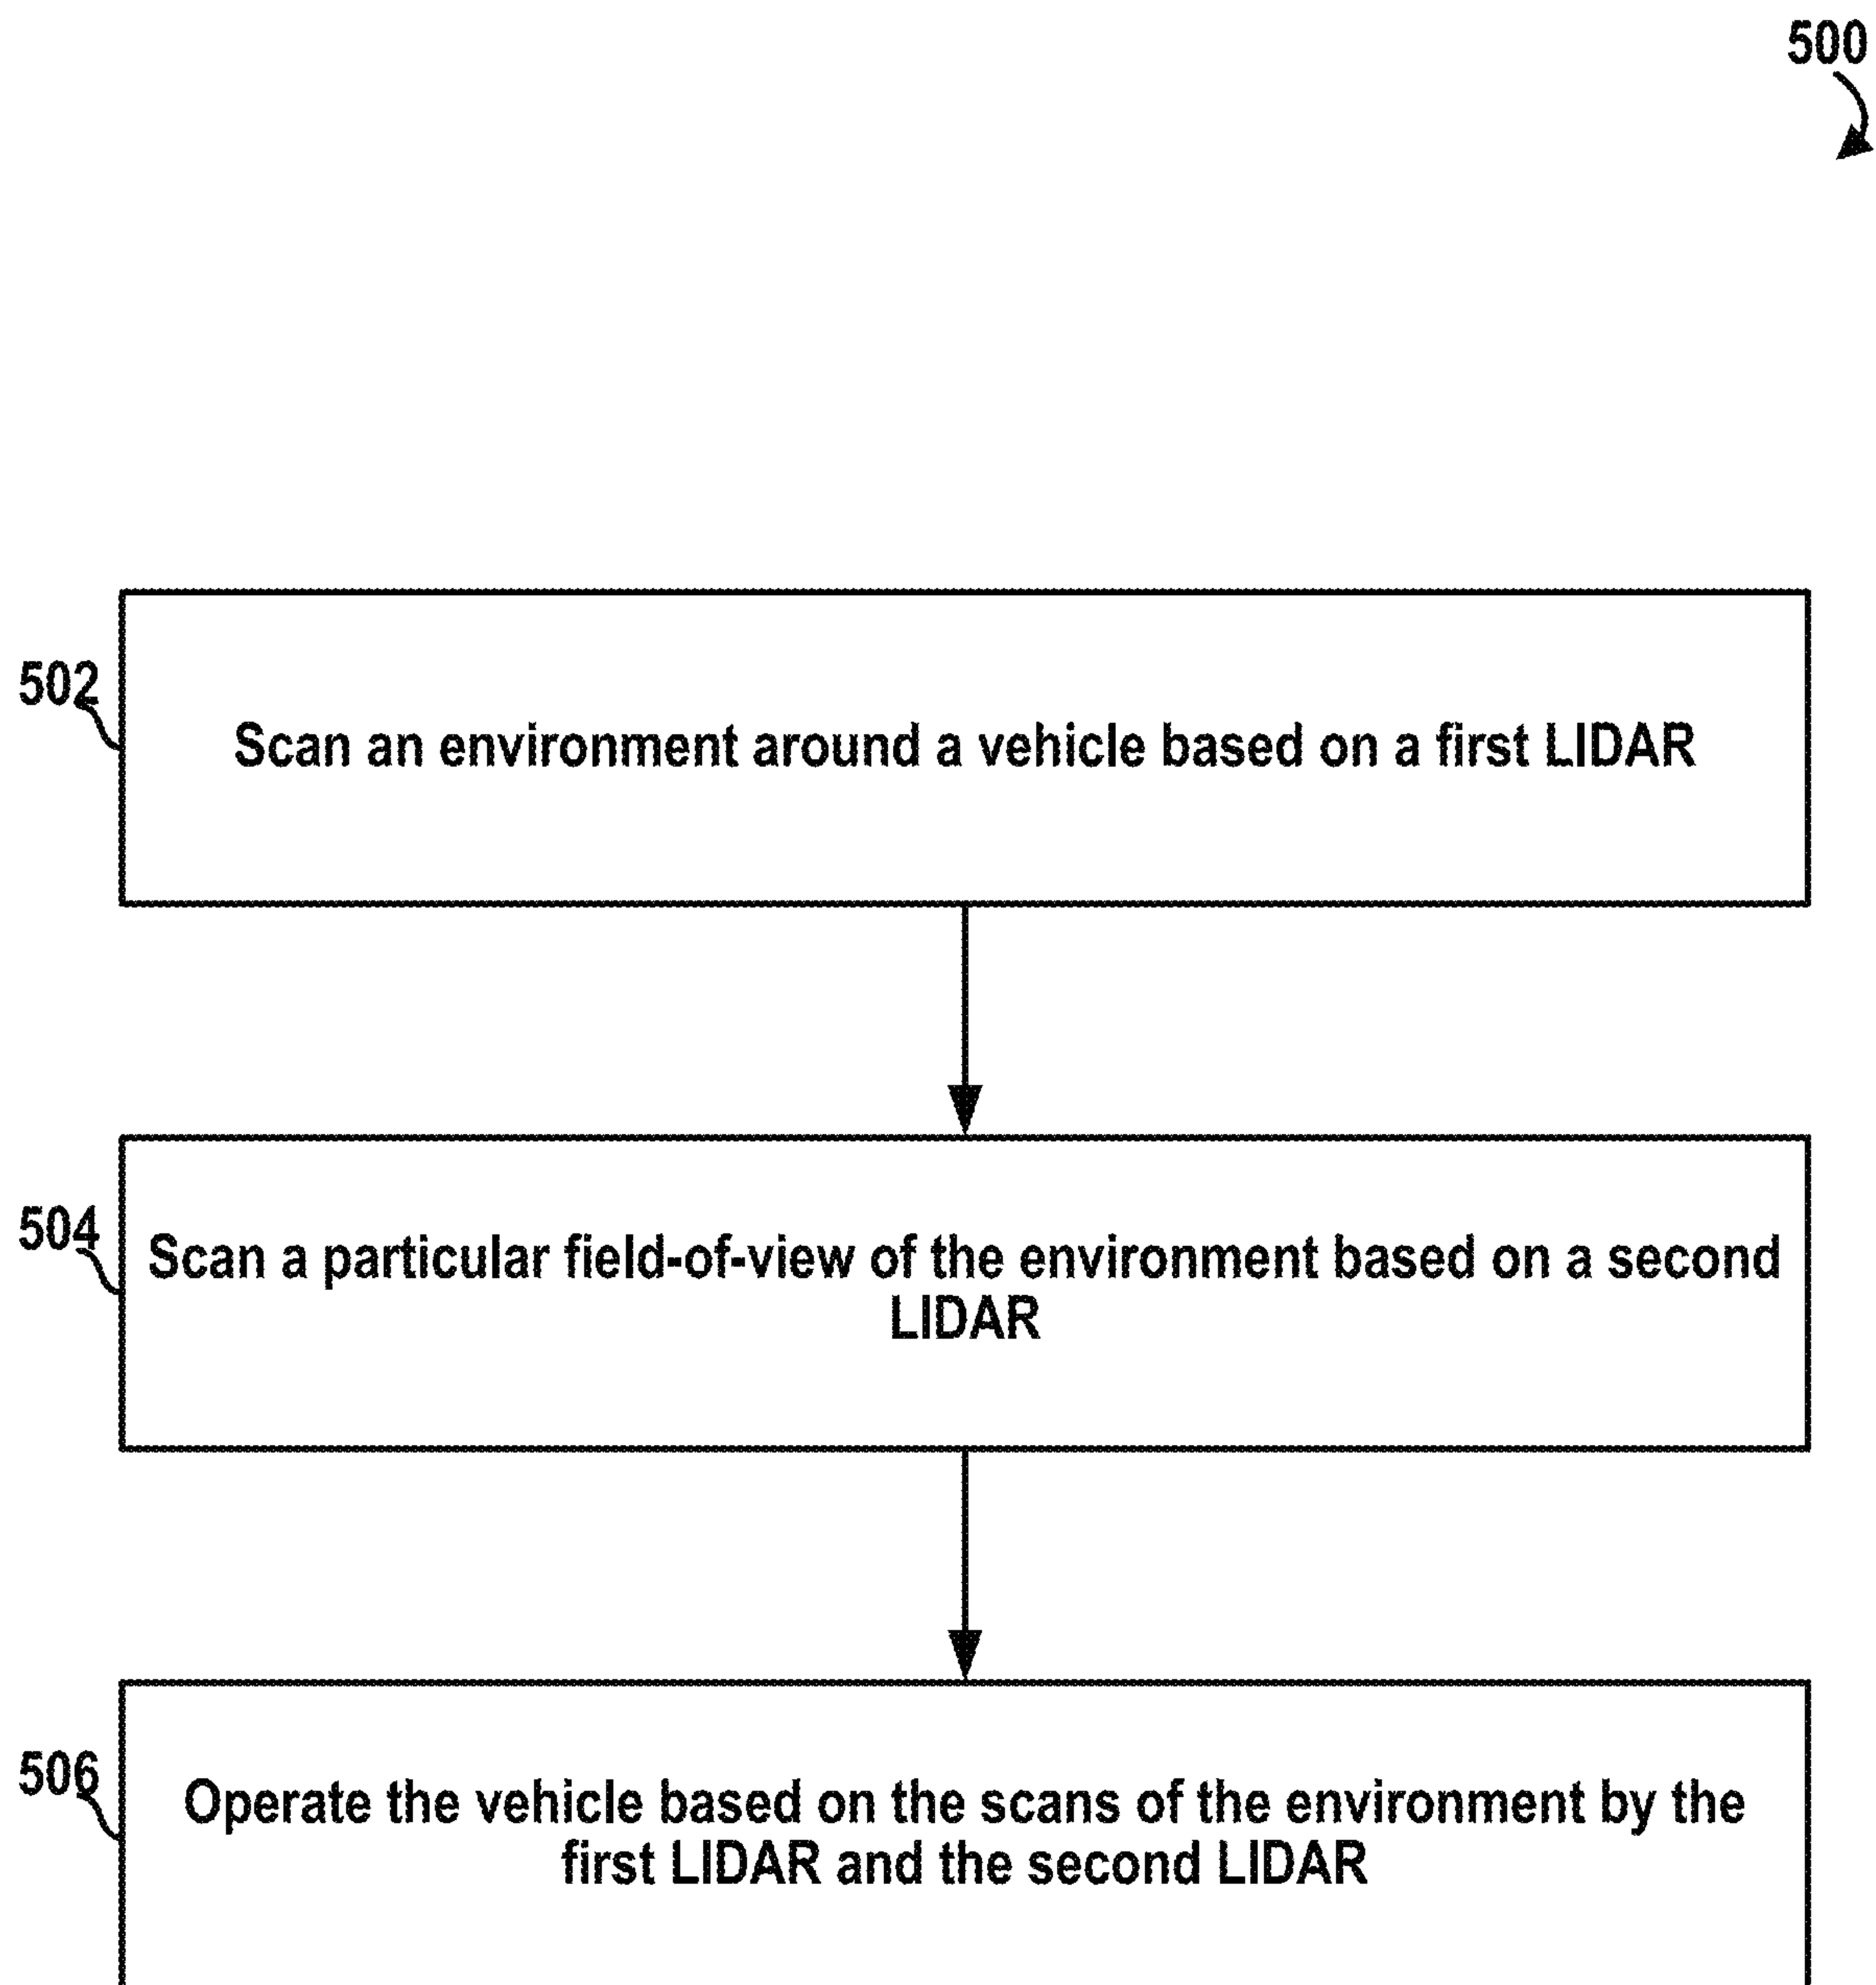 500
502
Scan an environment around a vehicle based on a first LIDAR
504
Scan a particular field-of-view of the environment based on a second
LIDAR
506
Operate the vehicle based on the scans of the environment by the
first LIDAR and the second LIDAR